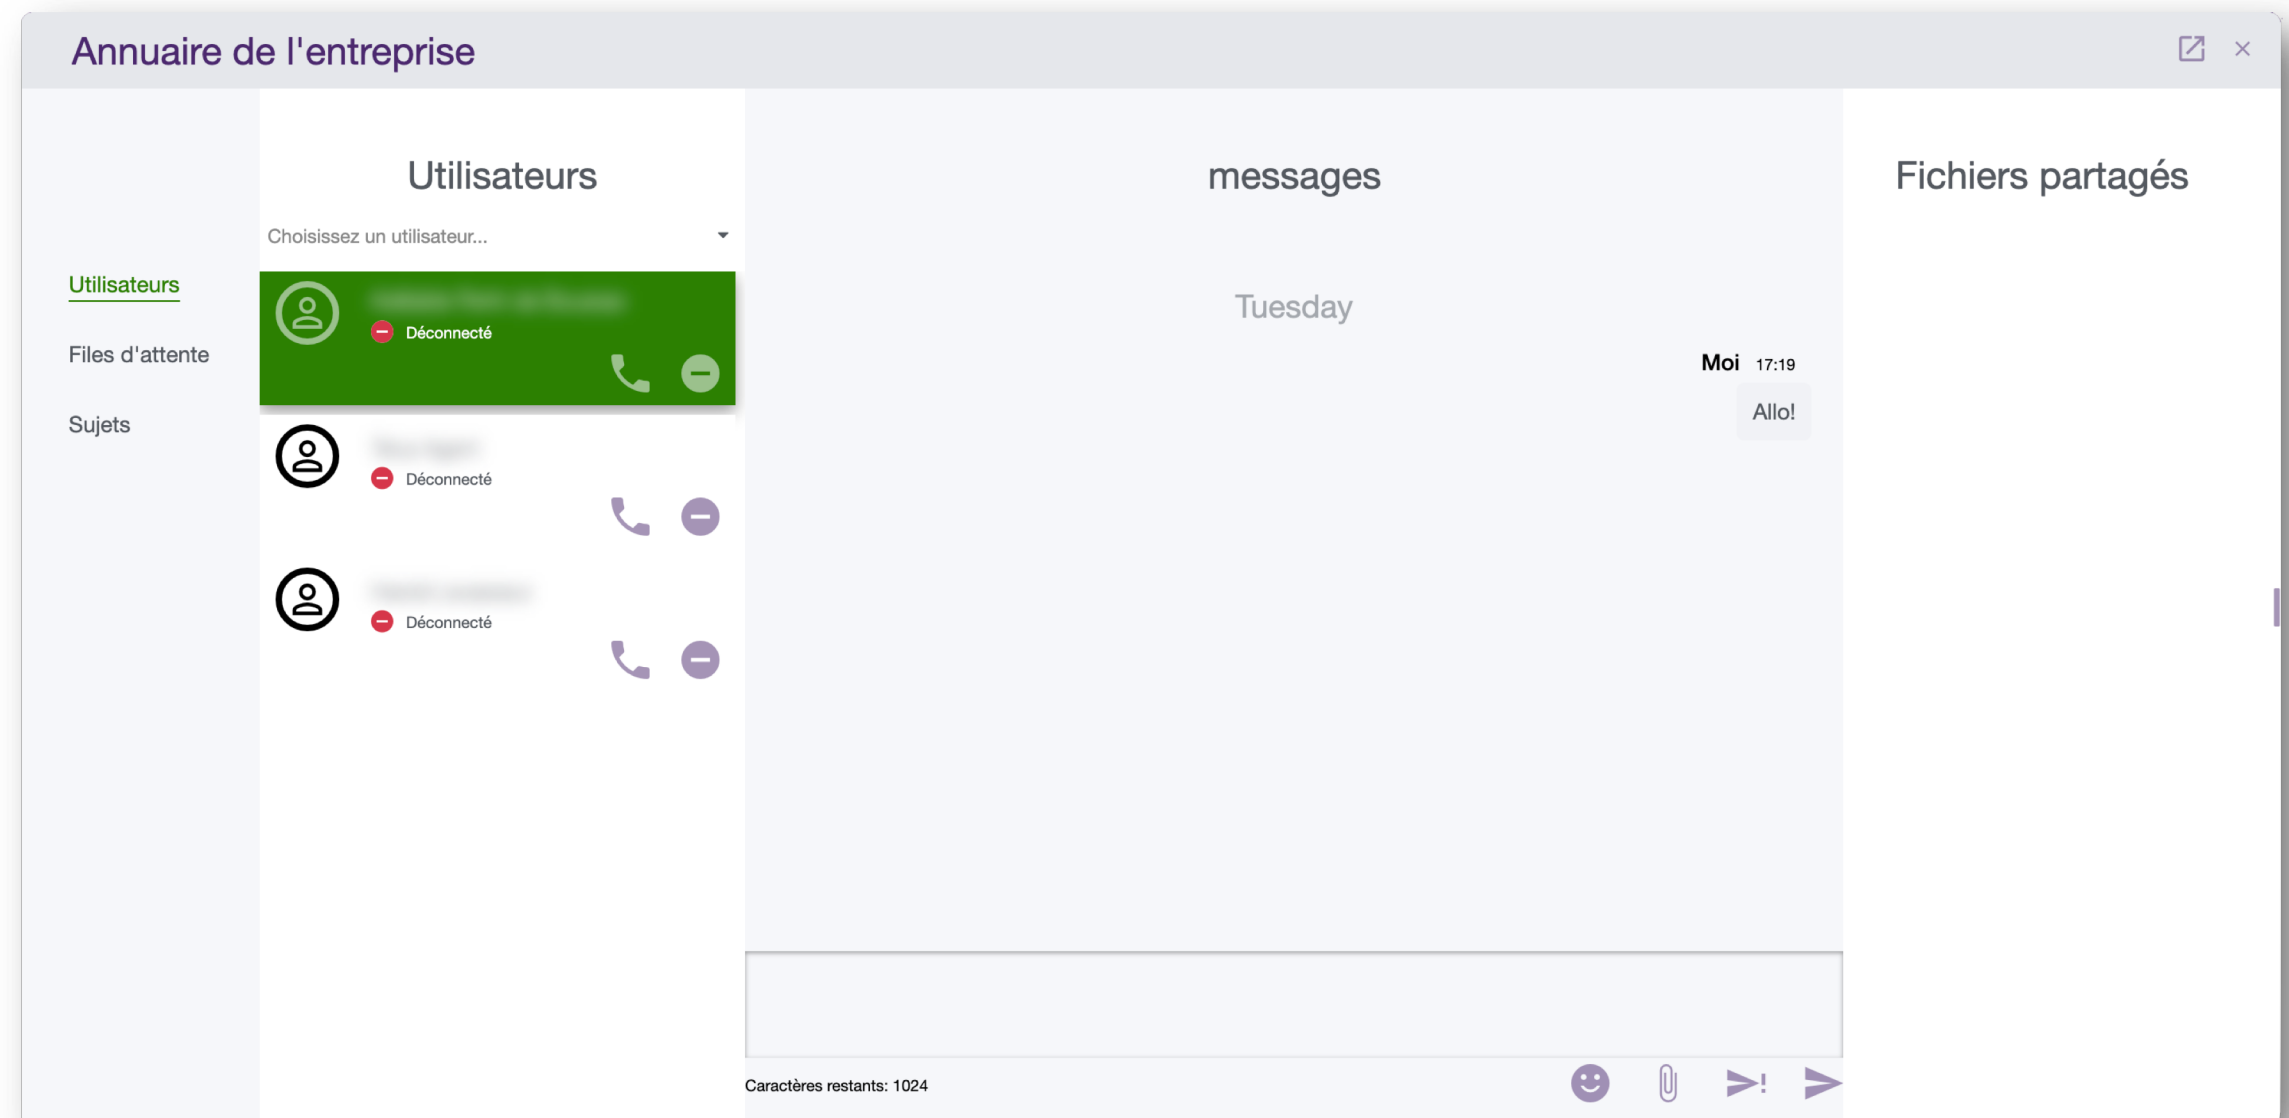 Annuaire de l'entreprise
Utilisateurs
Files d'attente
Sujets
Utilisateurs
Choisissez un utilisateur...
Déconnecté
Déconnecté
Déconnecté
messages
Tuesday
Moi 17:19
Allo!
Caractères restants: 1024
Fichiers partagés